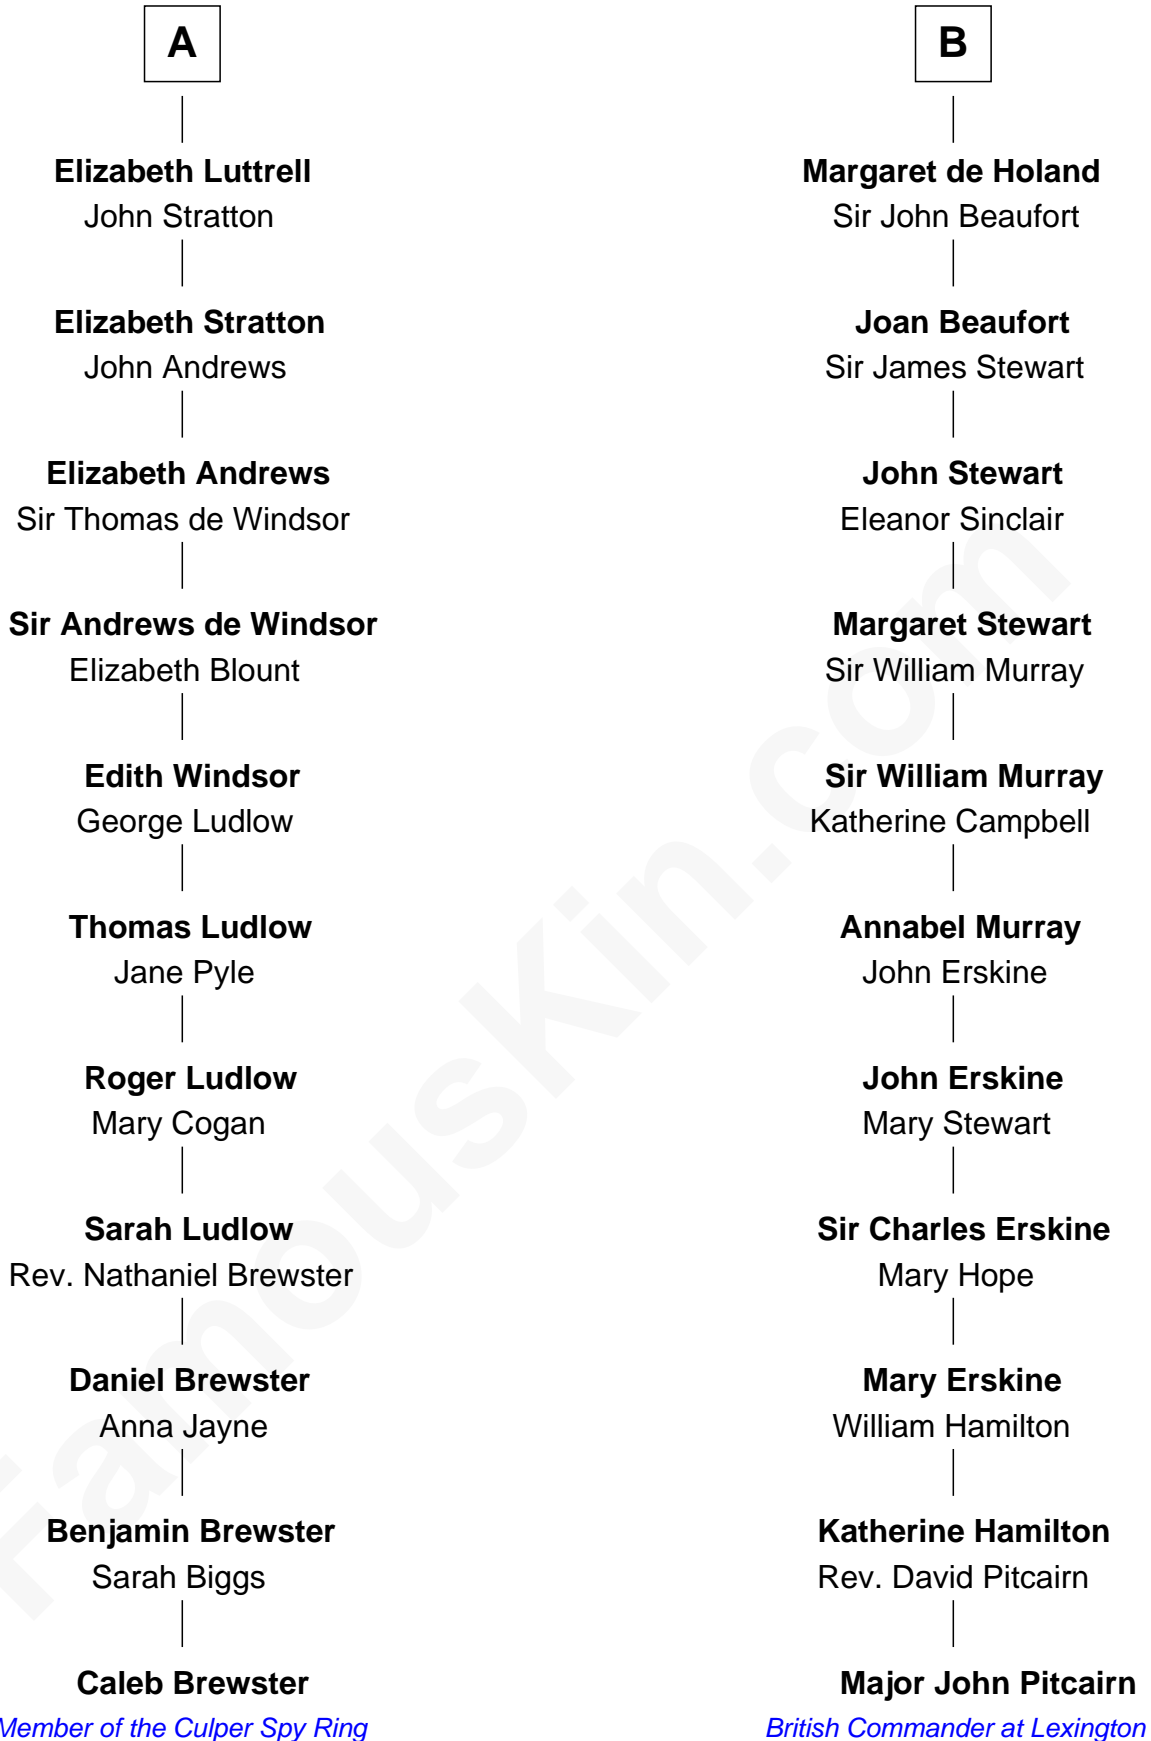 A
Elizabeth Luttrell
John Stratton
Elizabeth Stratton
John Andrews
Elizabeth Andrews
Sir Thomas de Windsor
Sir Andrews de Windsor
Elizabeth Blount
Edith Windsor
George Ludlow
Thomas Ludlow
Jane Pyle
Roger Ludlow
Mary Cogan
Sarah Ludlow
Rev. Nathaniel Brewster
Daniel Brewster
Anna Jayne
Benjamin Brewster
Sarah Biggs
Caleb Brewster
Member of the Culper Spy Ring
B
Margaret de Holand
Sir John Beaufort
Joan Beaufort
Sir James Stewart
John Stewart
Eleanor Sinclair
Margaret Stewart
Sir William Murray
Sir William Murray
Katherine Campbell
Annabel Murray
John Erskine
John Erskine
Mary Stewart
Sir Charles Erskine
Mary Hope
Mary Erskine
William Hamilton
Katherine Hamilton
Rev. David Pitcairn
Major John Pitcairn
British Commander at Lexington
FamousKin.com